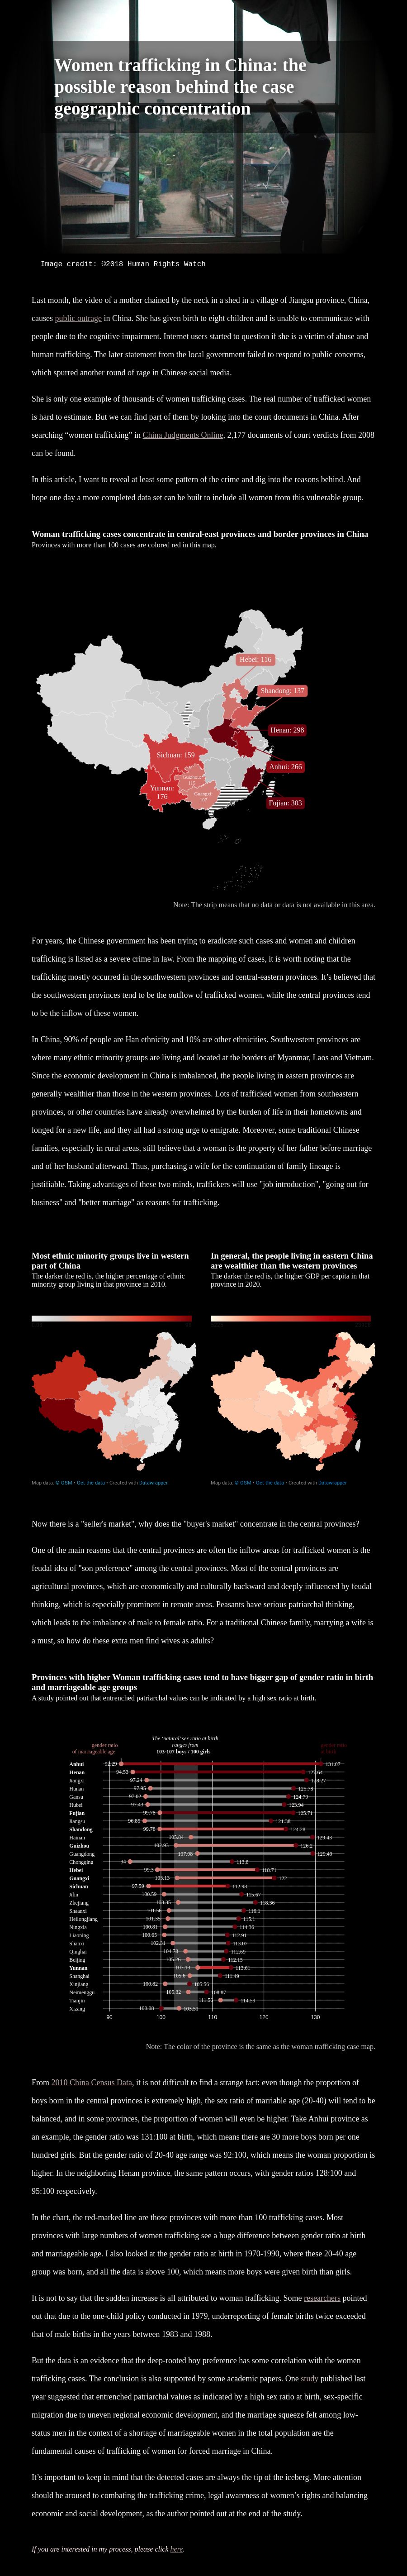 Women trafficking in China: the
possible reason behind the case
geographic concentration
Image credit: ©2018 Human Rights Watch
Last month, the video of a mother chained by the neck in a shed in a village of Jiangsu province, China,
causes public outrage in China. She has given birth to eight children and is unable to communicate with
people due to the cognitive impairment. Internet users started to question if she is a victim of abuse and
human trafficking. The later statement from the local government failed to respond to public concerns,
which spurred another round of rage in Chinese social media.
She is only one example of thousands of women trafficking cases. The real number of trafficked women
is hard to estimate. But we can find part of them by looking into the court documents in China. After
searching “women trafficking” in China Judgments Online, 2,177 documents of court verdicts from 2008
can be found.
In this article, I want to reveal at least some pattern of the crime and dig into the reasons behind. And
hope one day a more completed data set can be built to include all women from this vulnerable group.
Woman trafficking cases concentrate in central-east provinces and border provinces in China
Provinces with more than 100 cases are colored red in this map.
Hebei: 116
Shandong: 137
Henan: 298
Sichuan: 159
Anhui: 266
Yunnan:
176
Fujian: 303
Note: The strip means that no data or data is not available in this area.
For years, the Chinese government has been trying to eradicate such cases and women and children
trafficking is listed as a severe crime in law. From the mapping of cases, it is worth noting that the
trafficking mostly occurred in the southwestern provinces and central-eastern provinces. It’s believed that
the southwestern provinces tend to be the outflow of trafficked women, while the central provinces tend
to be the inflow of these women.
In China, 90% of people are Han ethnicity and 10% are other ethnicities. Southwestern provinces are
where many ethnic minority groups are living and located at the borders of Myanmar, Laos and Vietnam.
Since the economic development in China is imbalanced, the people living in eastern provinces are
generally wealthier than those in the western provinces. Lots of trafficked women from southeastern
provinces, or other countries have already overwhelmed by the burden of life in their hometowns and
longed for a new life, and they all had a strong urge to emigrate. Moreover, some traditional Chinese
families, especially in rural areas, still believe that a woman is the property of her father before marriage
and of her husband afterward. Thus, purchasing a wife for the continuation of family lineage is
justifiable. Taking advantages of these two minds, traffickers will use "job introduction", "going out for
business" and "better marriage" as reasons for trafficking.
Most ethnic minority groups live in western
part of China
The darker the red is, the higher percentage of ethnic
minority group living in that province in 2010.
In general, the people living in eastern China
are wealthier than the western provinces
The darker the red is, the higher GDP per capita in that
province in 2020.
Map data: © OSM • Get the data • Created with Datawrapper
Map data: © OSM • Get the data • Created with Datawrapper
Now there is a "seller's market", why does the "buyer's market" concentrate in the central provinces?
One of the main reasons that the central provinces are often the inflow areas for trafficked women is the
feudal idea of "son preference" among the central provinces. Most of the central provinces are
agricultural provinces, which are economically and culturally backward and deeply influenced by feudal
thinking, which is especially prominent in remote areas. Peasants have serious patriarchal thinking,
which leads to the imbalance of male to female ratio. For a traditional Chinese family, marrying a wife is
a must, so how do these extra men find wives as adults?
Provinces with higher Woman trafficking cases tend to have bigger gap of gender ratio in birth
and marriageable age groups
A study pointed out that entrenched patriarchal values can be indicated by a high sex ratio at birth.
gender ratio
of marriageable age
The 'natural' sex ratio at birth
ranges from
103-107 boys / 100 girls
Anhui 92.29 131.07
Henan 94.53 127.64
Jiangxi 97.24 128.27
Hunan 97.95 125.78
Gansu 97.02 124.79
Hubei 97.43 123.94
Fujian 99.78 125.71
Jiangsu 96.85 121.38
Shandong 99.78 124.28
Hainan 105.84 129.43
Guizhou 102.93 126.2
Guangdong 107.08 129.49
Chongqing 94 113.8
Hebei 99.3 118.71
Guangxi 103.13 122
Sichuan 97.59 112.98
Jilin 100.59 115.67
Zhejiang 103.35 118.36
Shaanxi 101.56 116.1
Heilongjiang 101.35 115.1
Ningxia 100.81 114.36
Liaoning 100.65 112.91
Shanxi 102.31 113.07
Qinghai 104.78 112.69
Beijing 105.26 112.15
Yunnan 107.13 113.61
Shanghai 105.6 111.49
Xinjiang 100.82 105.56
Neimenggu 105.32 108.87
Tianjin 111.58 114.59
Xizang 100.08 103.51
90 100 110 120 130
Note: The color of the province is the same as the woman trafficking case map.
From 2010 China Census Data, it is not difficult to find a strange fact: even though the proportion of
boys born in the central provinces is extremely high, the sex ratio of marriable age (20-40) will tend to be
balanced, and in some provinces, the proportion of women will even be higher. Take Anhui province as
an example, the gender ratio was 131:100 at birth, which means there are 30 more boys born per one
hundred girls. But the gender ratio of 20-40 age range was 92:100, which means the woman proportion is
higher. In the neighboring Henan province, the same pattern occurs, with gender ratios 128:100 and
95:100 respectively.
In the chart, the red-marked line are those provinces with more than 100 trafficking cases. Most
provinces with large numbers of women trafficking see a huge difference between gender ratio at birth
and marriageable age. I also looked at the gender ratio at birth in 1970-1990, where these 20-40 age
group was born, and all the data is above 100, which means more boys were given birth than girls.
It is not to say that the sudden increase is all attributed to woman trafficking. Some researchers pointed
out that due to the one-child policy conducted in 1979, underreporting of female births twice exceeded
that of male births in the years between 1983 and 1988.
But the data is an evidence that the deep-rooted boy preference has some correlation with the women
trafficking cases. The conclusion is also supported by some academic papers. One study published last
year suggested that entrenched patriarchal values as indicated by a high sex ratio at birth, sex-specific
migration due to uneven regional economic development, and the marriage squeeze felt among low-
status men in the context of a shortage of marriageable women in the total population are the
fundamental causes of trafficking of women for forced marriage in China.
It’s important to keep in mind that the detected cases are always the tip of the iceberg. More attention
should be aroused to combating the trafficking crime, legal awareness of women’s rights and balancing
economic and social development, as the author pointed out at the end of the study.
If you are interested in my process, please click here.